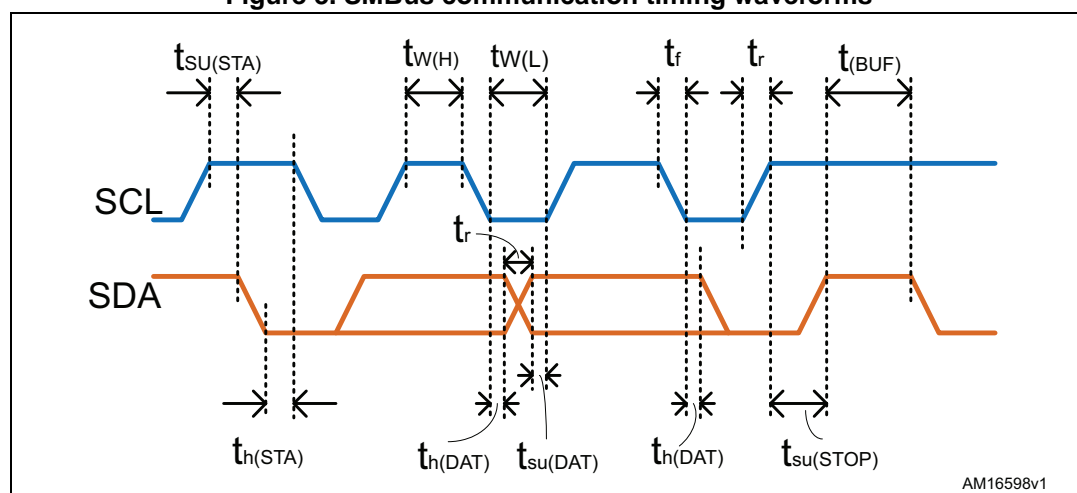 Figure 3. SMBus communication timing waveforms
tSU(STA) tW(H) tW(L) tf tr t(BUF)
SCL
tr
SDA
th(STA) th(DAT) tsu(DAT) th(DAT) tsu(STOP)
AM16598v1